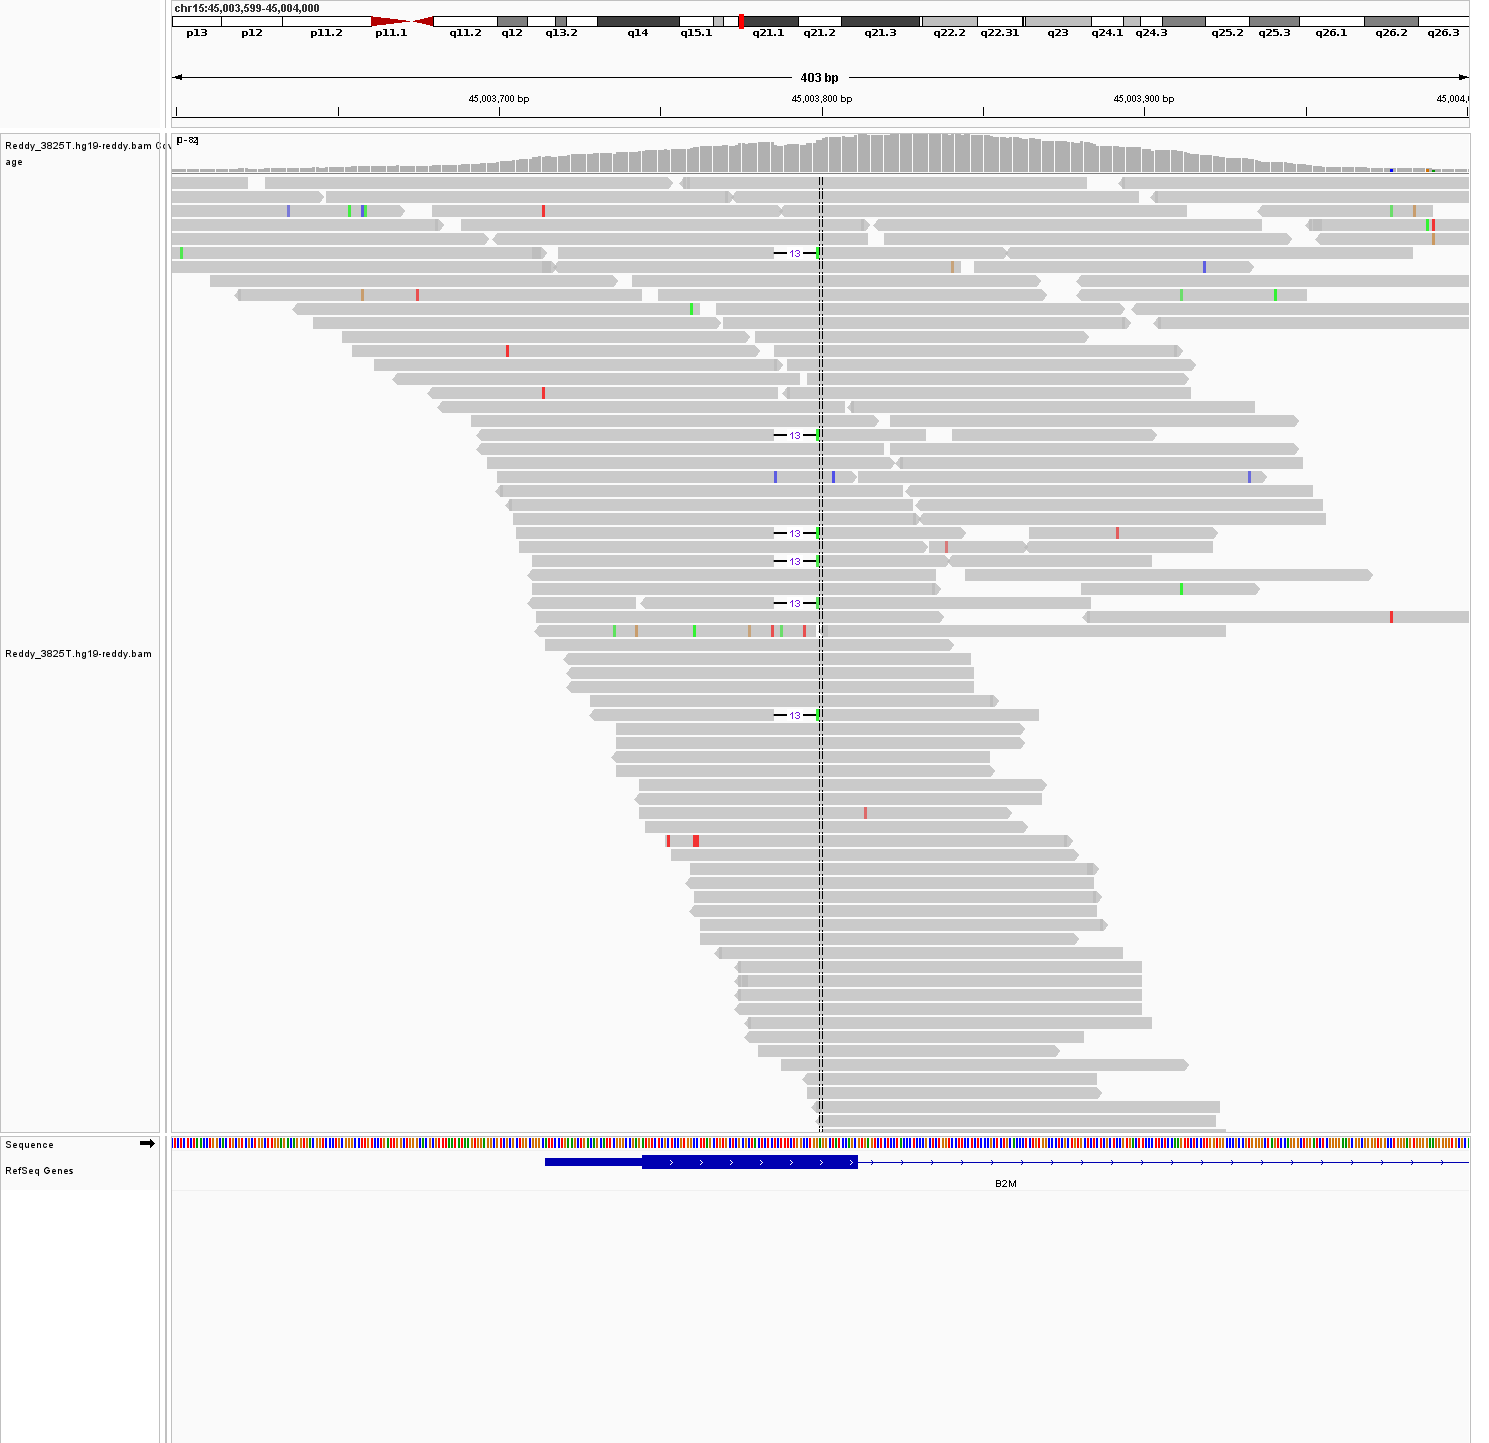 chr15:45,003,599-45,004,000
p13 p12 p11.2 p11.1 q11.2 q12 q13.2 q14 q15.1 q21.1 q21.2 q21.3 q22.2 q22.31 q23 q24.1 q24.3 q25.2 q25.3 q26.1 q26.2 q26.3
403 bp
45,003,700 bp 45,003,800 bp 45,003,900 bp 45,004,0
Reddy_3825T.hg19-reddy.bam Cov
age
[0-82]
13
13
13
13
13
Reddy_3825T.hg19-reddy.bam
13
Sequence
RefSeq Genes
B2M